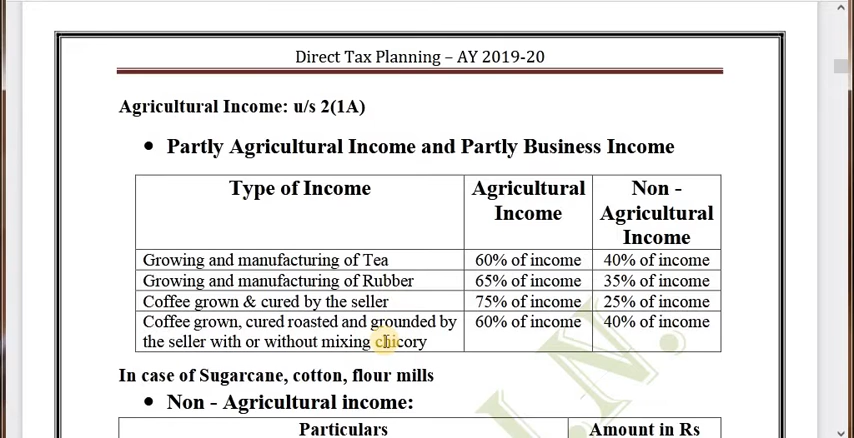 Direct Tax Planning – AY 2019-20
Agricultural Income: u/s 2(1A)
• Partly Agricultural Income and Partly Business Income
Type of Income Agricultural Income Non - Agricultural Income
Growing and manufacturing of Tea 60% of income 40% of income
Growing and manufacturing of Rubber 65% of income 35% of income
Coffee grown & cured by the seller 75% of income 25% of income
Coffee grown, cured roasted and grounded by 60% of income 40% of income
the seller with or without mixing chicory
In case of Sugarcane, cotton, flour mills
• Non - Agricultural income:
Particulars Amount in Rs